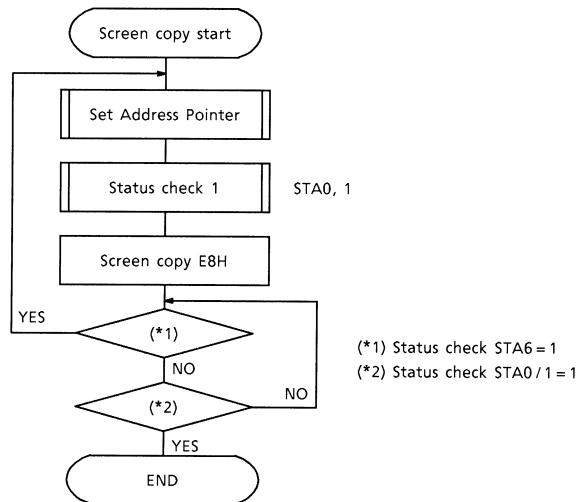 Screen copy start
Set Address Pointer
Status check 1
STA0, 1
Screen copy E8H
YES
(*1)
NO
(*1) Status check STA6 = 1
(*2) Status check STA0 / 1 = 1
(*2)
NO
YES
END